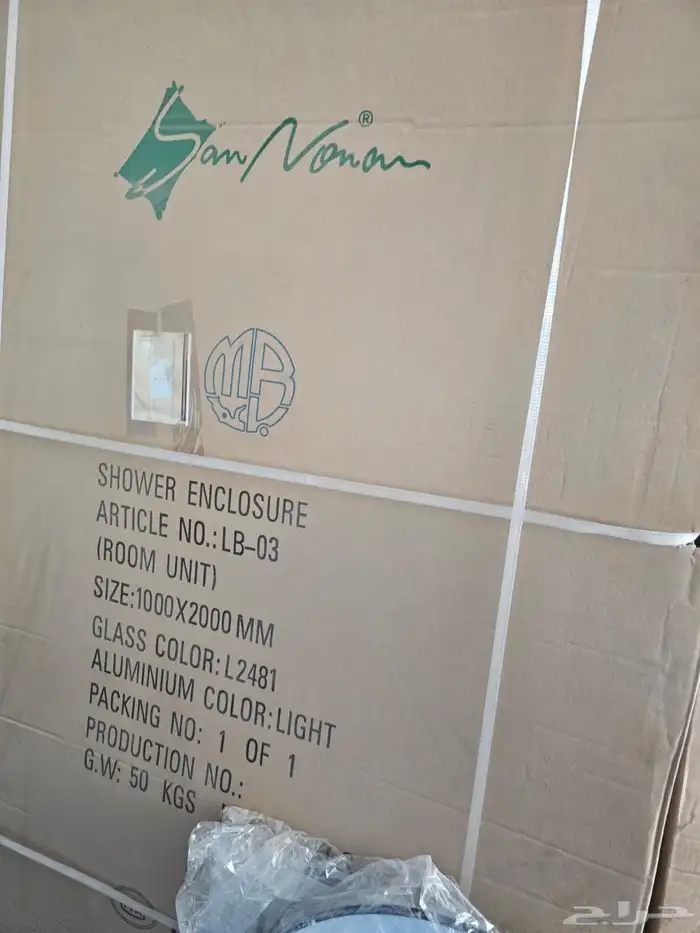 San Nonan ®
MB
SHOWER ENCLOSURE
ARTICLE NO.:LB-03
(ROOM UNIT)
SIZE:1000X2000 MM
GLASS COLOR:L2481
ALUMINIUM COLOR:LIGHT
PACKING NO: 1 OF 1
PRODUCTION NO.:
G.W: 50 KGS
حراج